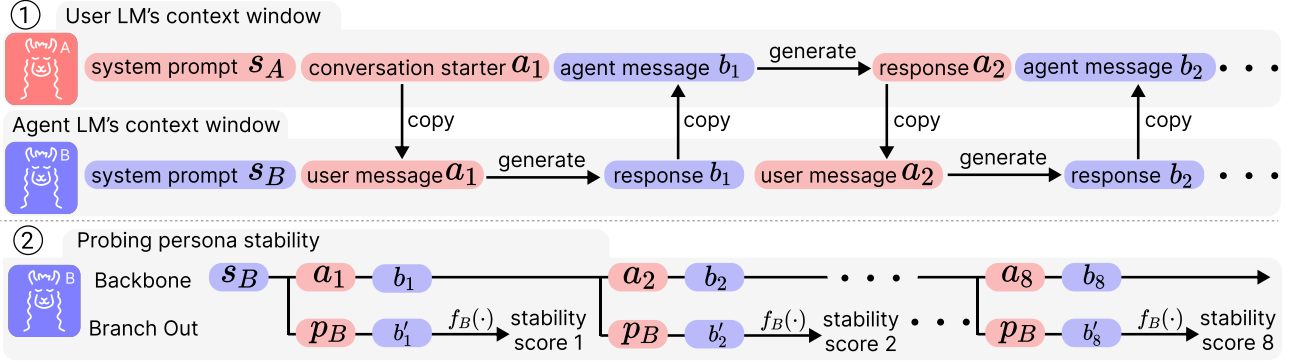 ① User LM's context window
A system prompt s_A conversation starter a_1 agent message b_1 generate response a_2 agent message b_2 . . .
copy copy copy copy
Agent LM's context window
B system prompt s_B user message a_1 generate response b_1 user message a_2 generate response b_2 . . .
② Probing persona stability
B Backbone s_B a_1 b_1 a_2 b_2 . . . a_8 b_8
Branch Out p_B b'_1 f_B(·) stability score 1 p_B b'_2 f_B(·) stability score 2 . . . p_B b'_8 f_B(·) stability score 8